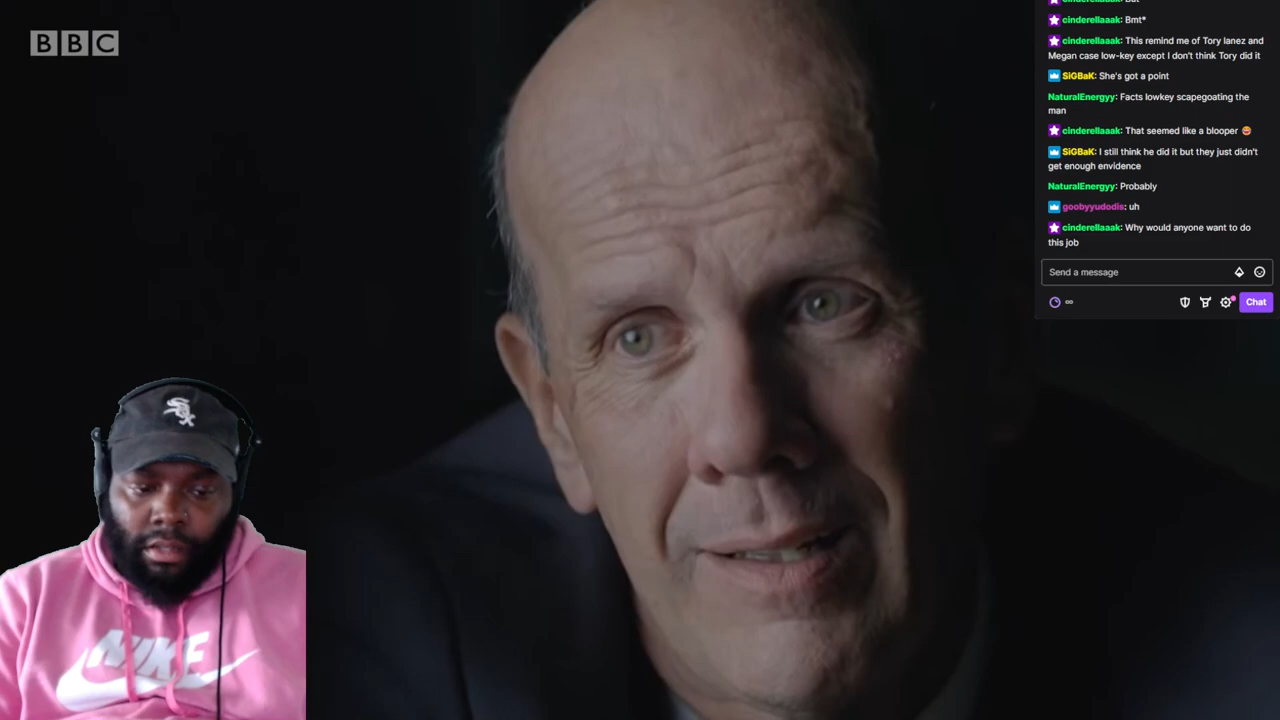 BBC
cinderellaaak: But
cinderellaaak: Bmt*
cinderellaaak: This remind me of Tory lanez and
Megan case low-key except I don't think Tory did it
SiGBaK: She's got a point
NaturalEnergyy: Facts lowkey scapegoating the
man
cinderellaaak: That seemed like a blooper
SiGBaK: I still think he did it but they just didn't
get enough envidence
NaturalEnergyy: Probably
goobyyudodis: uh
cinderellaaak: Why would anyone want to do
this job
Send a message
Chat
SOX
NIKE